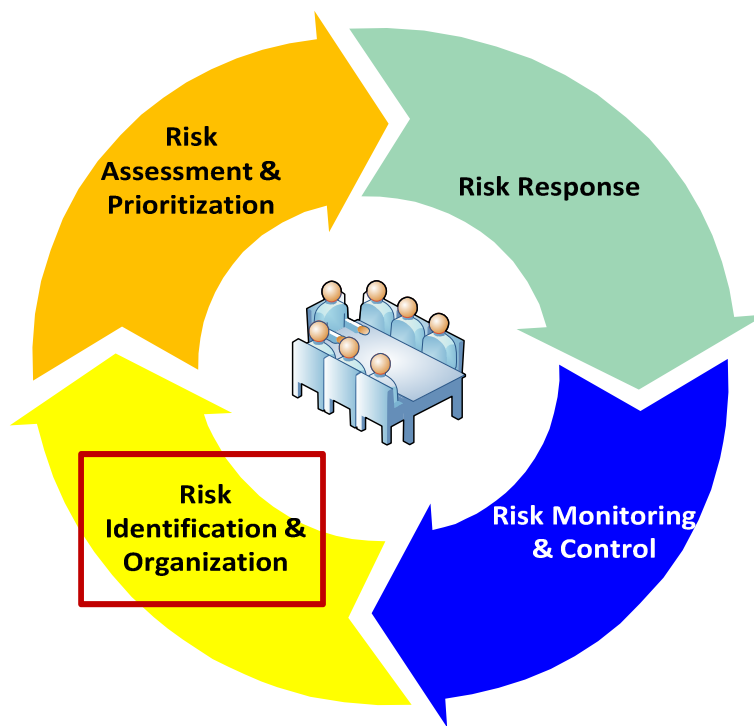 Risk
Assessment &
Prioritization
Risk Response
Risk Monitoring
& Control
Risk
Identification &
Organization